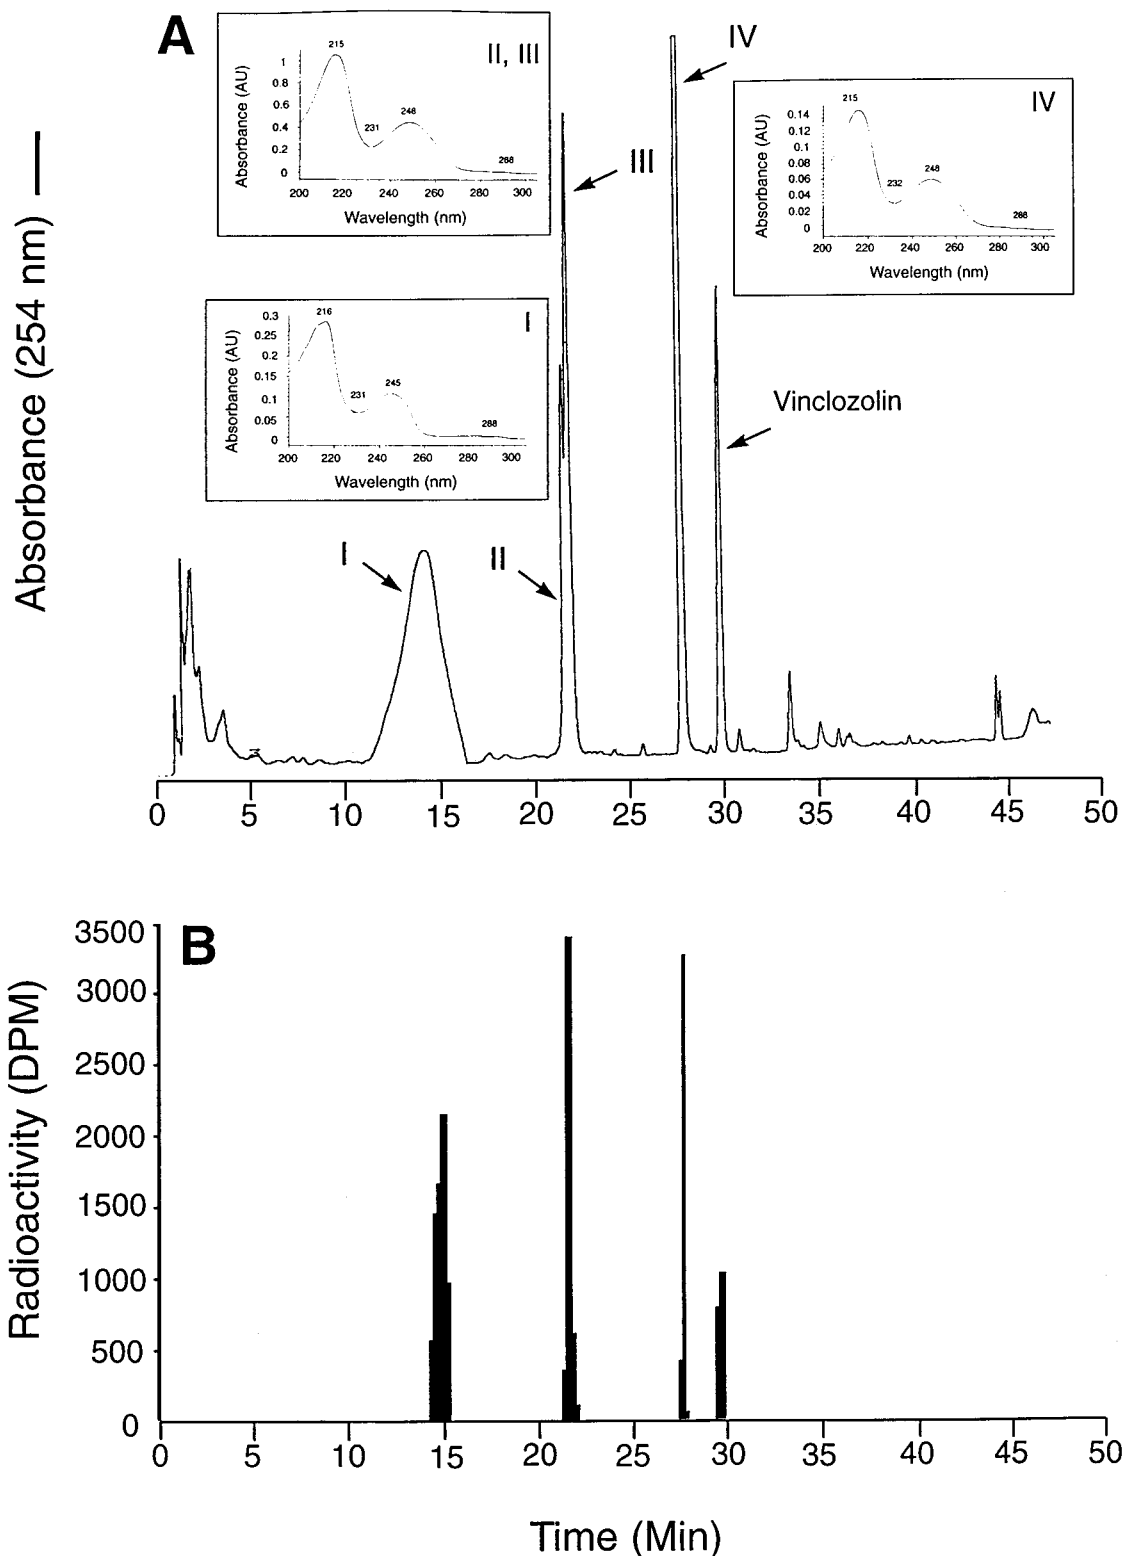 A
II, III
Absorbance (AU)
215
231
248
288
1
0.8
0.6
0.4
0.2
0
200 220 240 260 280 300
Wavelength (nm)
IV
III
IV
Absorbance (AU)
215
232
248
288
0.14
0.12
0.1
0.08
0.06
0.04
0.02
0
200 220 240 260 280 300
Wavelength (nm)
I
Absorbance (AU)
216
231
245
288
0.3
0.25
0.2
0.15
0.1
0.05
0
200 220 240 260 280 300
Wavelength (nm)
Vinclozolin
I
II
Absorbance (254 nm)
0 5 10 15 20 25 30 35 40 45 50
B
Radioactivity (DPM)
3500
3000
2500
2000
1500
1000
500
0
0 5 10 15 20 25 30 35 40 45 50
Time (Min)